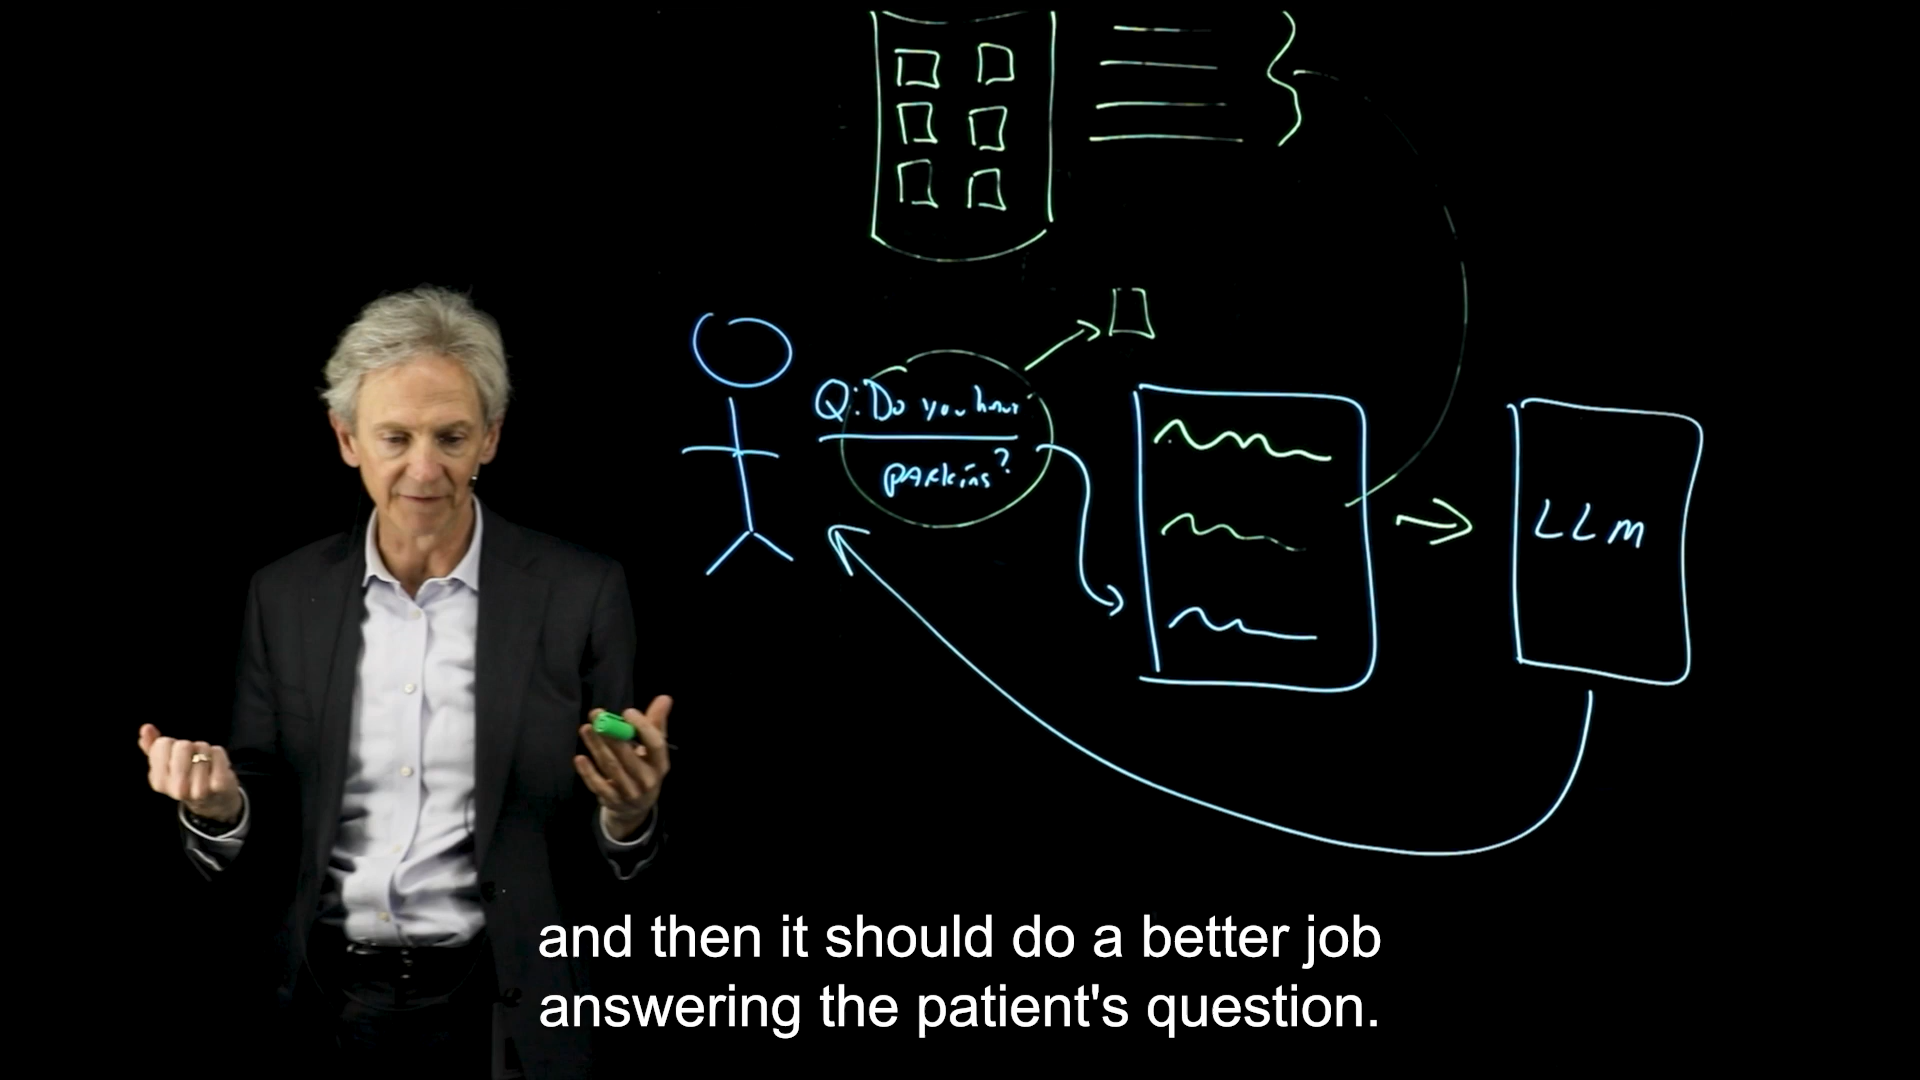 Q: Do you have
parking?
LLM
and then it should do a better job
answering the patient's question.